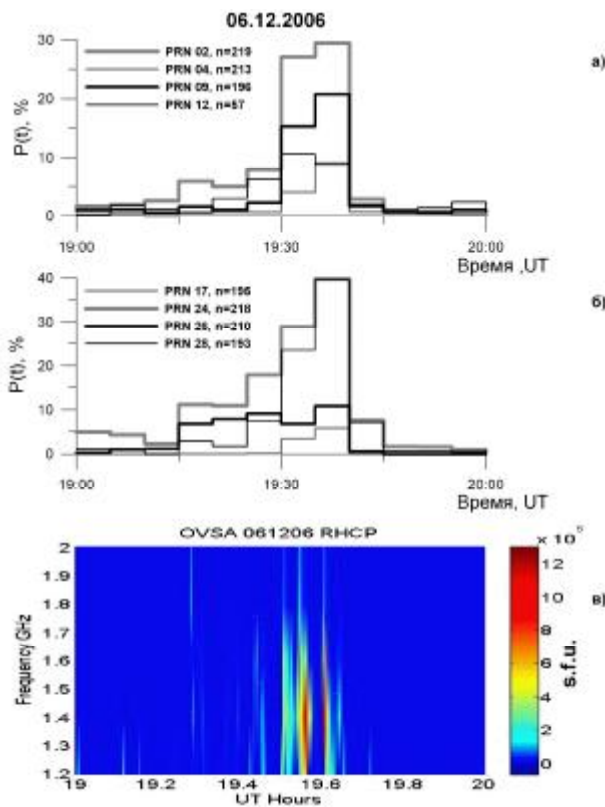 06.12.2006
а)
30
20
10
0
P(t), %
PRN 02, n=219
PRN 04, n=213
PRN 09, n=196
PRN 12, n=57
19:00
19:30
20:00
Время ,UT
б)
40
30
20
10
0
P(t), %
PRN 17, n=196
PRN 24, n=218
PRN 26, n=210
PRN 28, n=193
19:00
19:30
20:00
Время, UT
OVSA 061206 RHCP
в)
2
1.9
1.8
1.7
1.6
1.5
1.4
1.3
1.2
Frequency GHz
19
19.2
19.4
19.6
19.8
20
UT Hours
x 10⁵
12
10
8
6
4
2
0
s.f.u.